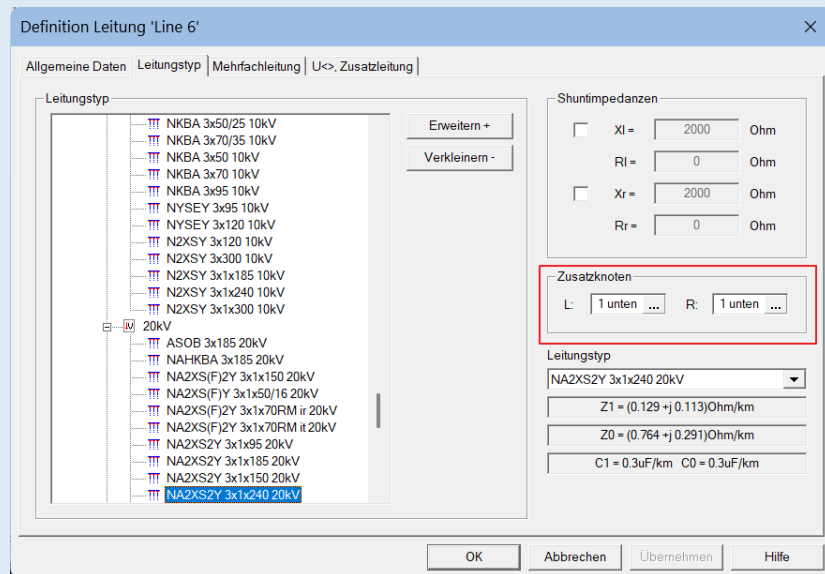 Definition Leitung 'Line 6'
Allgemeine Daten Leitungstyp Mehrfachleitung U<>, Zusatzleitung
Leitungstyp
NKBA 3x50/25 10kV
NKBA 3x70/35 10kV
NKBA 3x50 10kV
NKBA 3x70 10kV
NKBA 3x95 10kV
NYSEY 3x95 10kV
NYSEY 3x120 10kV
N2XSY 3x120 10kV
N2XSY 3x300 10kV
N2XSY 3x1x185 10kV
N2XSY 3x1x240 10kV
N2XSY 3x1x300 10kV
20kV
ASOB 3x185 20kV
NAHKBA 3x185 20kV
NA2XS(F)2Y 3x1x150 20kV
NA2XS(F)Y 3x1x50/16 20kV
NA2XS(F)2Y 3x1x70RM ir 20kV
NA2XS(F)2Y 3x1x70RM it 20kV
NA2XS2Y 3x1x95 20kV
NA2XS2Y 3x1x185 20kV
NA2XS2Y 3x1x150 20kV
NA2XS2Y 3x1x240 20kV
Erweitern +
Verkleinern -
Shuntimpedanzen
Xl = 2000 Ohm
Rl = 0 Ohm
Xr = 2000 Ohm
Rr = 0 Ohm
Zusatzknoten
L: 1 unten ... R: 1 unten ...
Leitungstyp
NA2XS2Y 3x1x240 20kV
Z1 = (0.129 +j 0.113)Ohm/km
Z0 = (0.764 +j 0.291)Ohm/km
C1 = 0.3uF/km C0 = 0.3uF/km
OK Abbrechen Übernehmen Hilfe